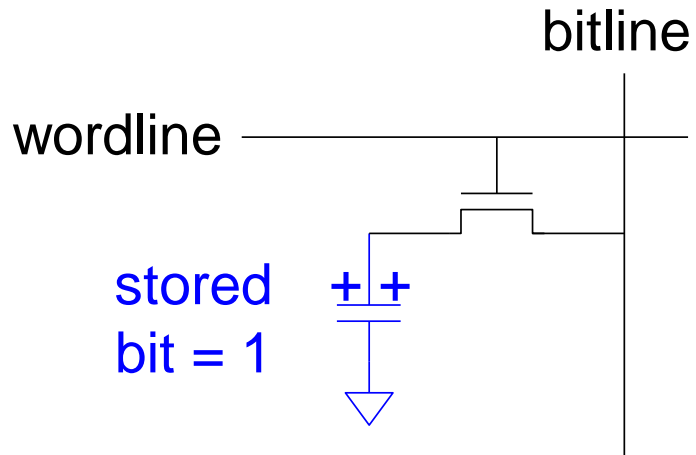 bitline
wordline
stored
+ +
bit = 1